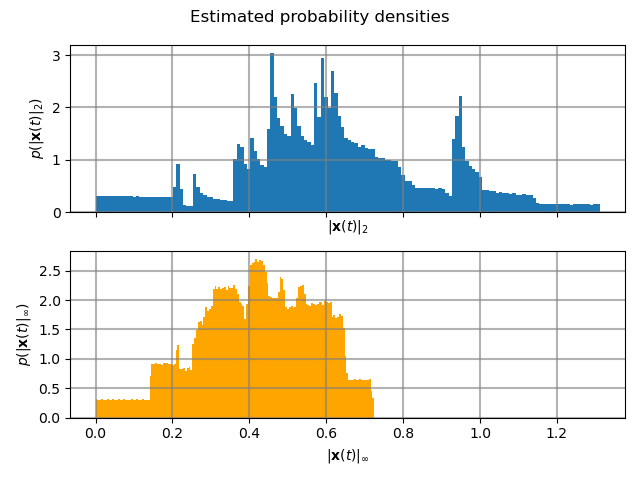 Estimated probability densities
3
2
1
0
p(|x(t)|₂)
|x(t)|₂
2.5
2.0
1.5
1.0
0.5
0.0
p(|x(t)|∞)
0.0 0.2 0.4 0.6 0.8 1.0 1.2
|x(t)|∞